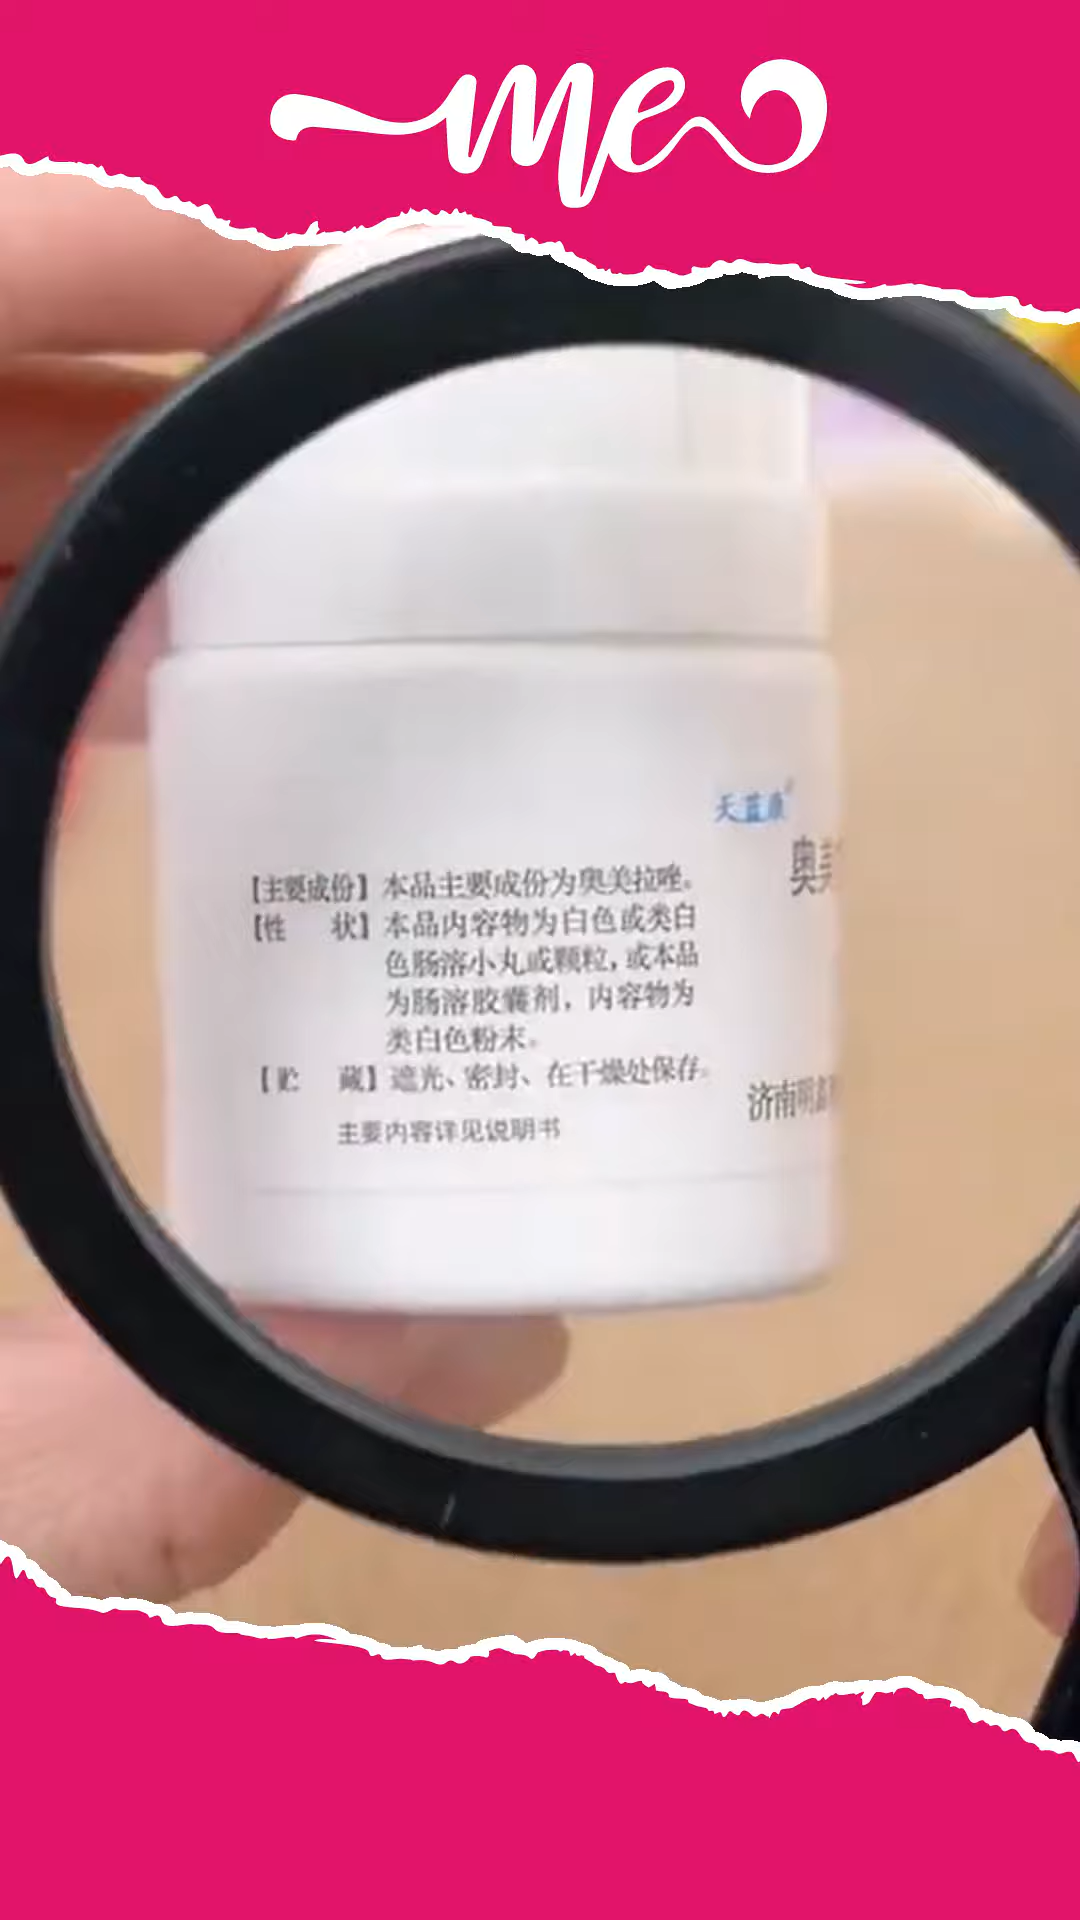 me
天蓝康
奥美
【主要成份】本品主要成份为奥美拉唑。
【性 状】本品内容物为白色或类白
色肠溶小丸或颗粒，或本品
为肠溶胶囊剂，内容物为
类白色粉末。
【贮 藏】遮光、密封、在干燥处保存。
济南明鑫
主要内容详见说明书